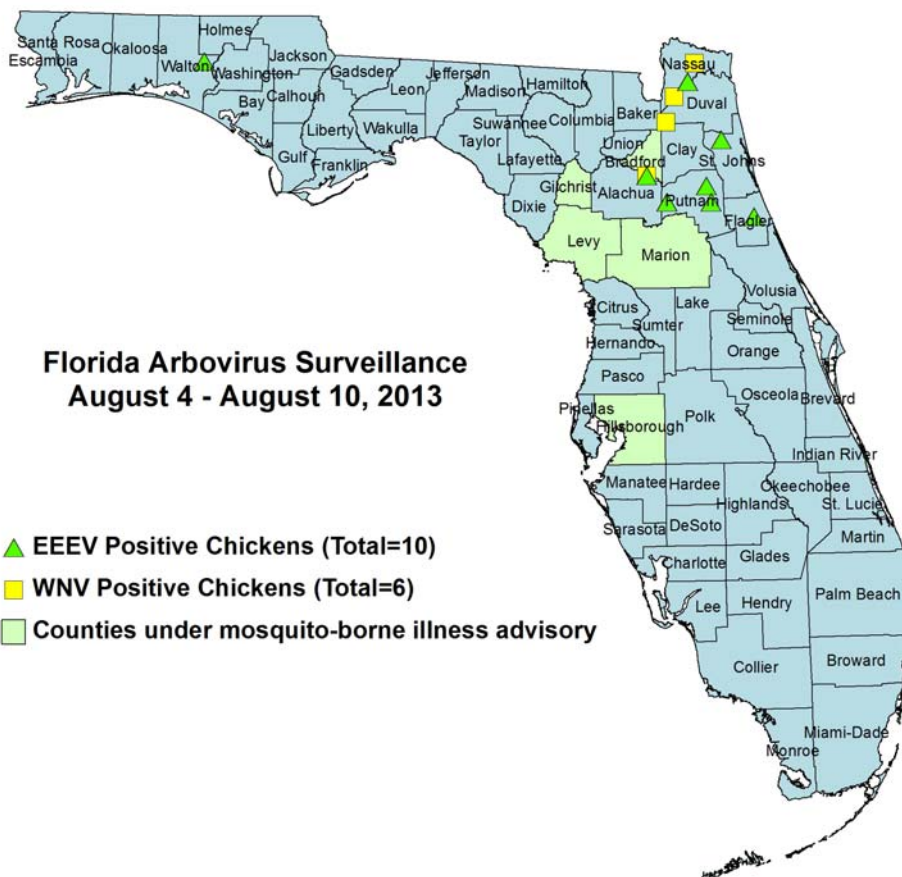 Holmes
Santa Rosa
Okaloosa
Jackson
Escambia
Walton
Washington
Gadsden
Jefferson
Hamilton
Nassau
Madison
Leon
Bay
Calhoun
Baker
Duval
Columbia
Suwannee
Liberty
Wakulla
Taylor
Union
Clay
St. Johns
Gulf
Franklin
Lafayette
Bradford
Gilchrist
Alachua
Putnam
Dixie
Flagler
Levy
Marion
Volusia
Citrus
Lake
Sumter
Seminole
Hernando
Orange
Florida Arbovirus Surveillance
August 4 - August 10, 2013
Pasco
Osceola
Brevard
Pinellas
Hillsborough
Polk
Indian River
Manatee
Hardee
Okeechobee
Highlands
St. Lucie
Sarasota
DeSoto
Martin
EEEV Positive Chickens (Total=10)
Charlotte
Glades
WNV Positive Chickens (Total=6)
Lee
Hendry
Palm Beach
Counties under mosquito-borne illness advisory
Collier
Broward
Miami-Dade
Monroe